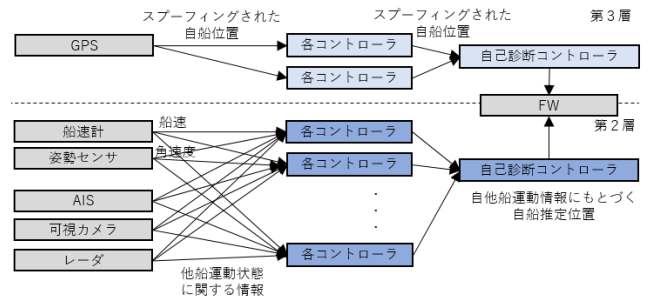 スプーフィングされた
自船位置
スプーフィングされた
自船位置
第３層
GPS
各コントローラ
各コントローラ
自己診断コントローラ
FW
第２層
船速計
船速
各コントローラ
姿勢センサ
角速度
各コントローラ
自己診断コントローラ
AIS
・
・
・
自他船運動情報にもとづく
自船推定位置
可視カメラ
レーダ
各コントローラ
他船運動状態
に関する情報